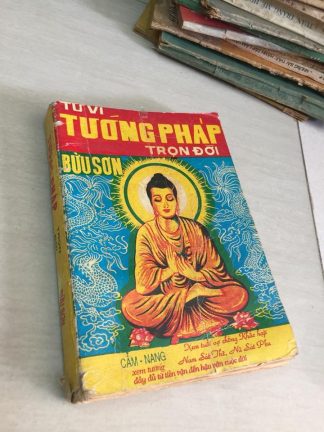 TỬ VI
TƯỚNG PHÁP
TRỌN ĐỜI
BỬU SƠN
CẨM - NANG
xem tướng
đầy đủ từ tiền vận đến hậu vận cuộc đời
Xem tuổi vợ chồng Khắc hợp
Nam Sát Thê, Nữ Sát Phu